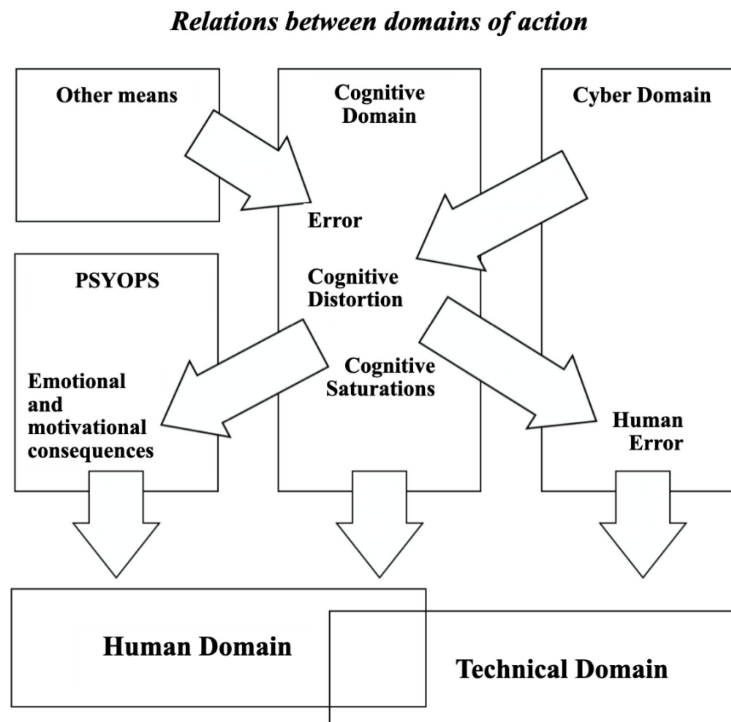 Relations between domains of action
Other means
Cognitive
Domain
Cyber Domain
Error
PSYOPS
Cognitive
Distortion
Cognitive
Saturations
Emotional
and
motivational
consequences
Human
Error
Human Domain
Technical Domain